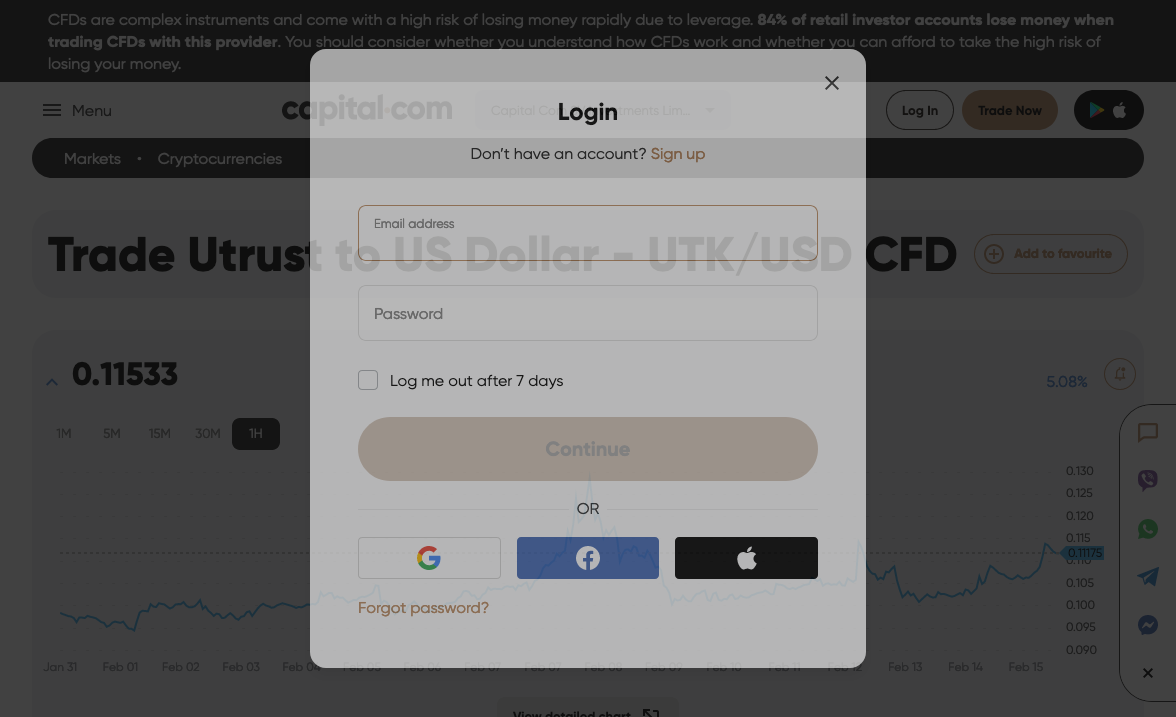 CFDs are complex instruments and come with a high risk of losing money rapidly due to leverage. 84% of retail investor accounts lose money when
trading CFDs with this provider. You should consider whether you understand how CFDs work and whether you can afford to take the high risk of
losing your money.
Menu
capital.com
Log In
Trade Now
Login
Don't have an account? Sign up
Markets • Cryptocurrencies
Email address
Trade Utrust to US Dollar - UTK/USD CFD
Add to favourite
Password
0.11533
Log me out after 7 days
5.08%
1M 5M 15M 30M 1H
Continue
OR
0.130
0.125
0.120
0.115
0.11175
0.110
0.105
0.100
0.095
0.090
Forgot password?
Jan 31 Feb 01 Feb 02 Feb 03 Feb 04 Feb 05 Feb 06 Feb 07 Feb 07 Feb 08 Feb 09 Feb 10 Feb 11 Feb 12 Feb 13 Feb 14 Feb 15
View detailed chart